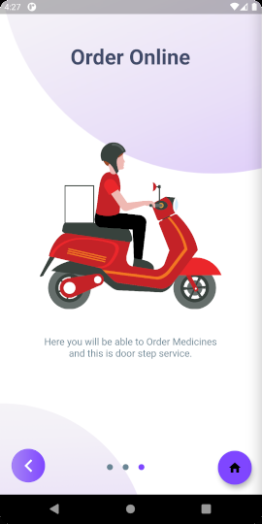 4:27
Order Online
Here you will be able to Order Medicines
and this is door step service.